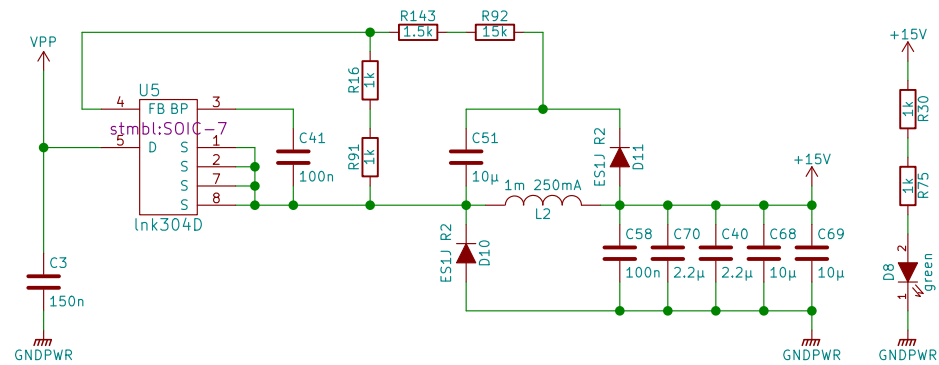 R143
1.5k
R92
15k
VPP
+15V
R16
1k
U5
4
FB
BP
3
stmbl:SOIC-7
5
D
S
1
S
2
S
7
S
8
lnk304D
C41
100n
R91
1k
C51
10µ
ES1J R2
D11
R30
1k
1m 250mA
L2
+15V
R75
1k
C3
150n
ES1J R2
D10
C58
100n
C70
2.2µ
C40
2.2µ
C68
10µ
C69
10µ
D8
2
1
green
GNDPWR
GNDPWR
GNDPWR